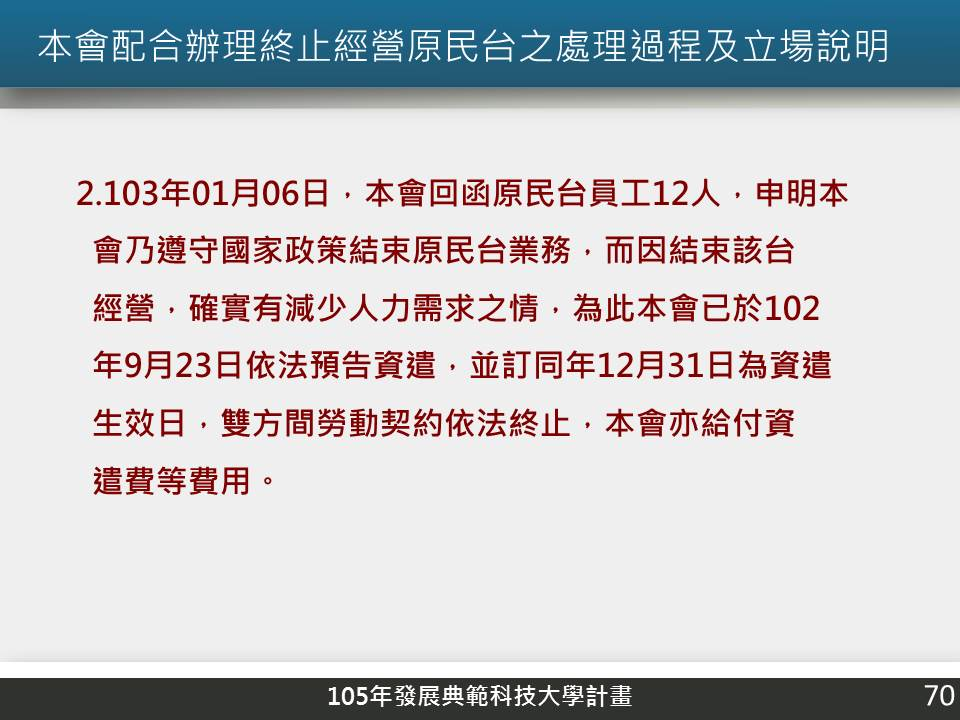 本會配合辦理終止經營原民台之處理過程及立場說明
2.103年01月06日，本會回函原民台員工12人，申明本
會乃遵守國家政策結束原民台業務，而因結束該台
經營，確實有減少人力需求之情，為此本會已於102
年9月23日依法預告資遣，並訂同年12月31日為資遣
生效日，雙方間勞動契約依法終止，本會亦給付資
遣費等費用。
105年發展典範科技大學計畫
70